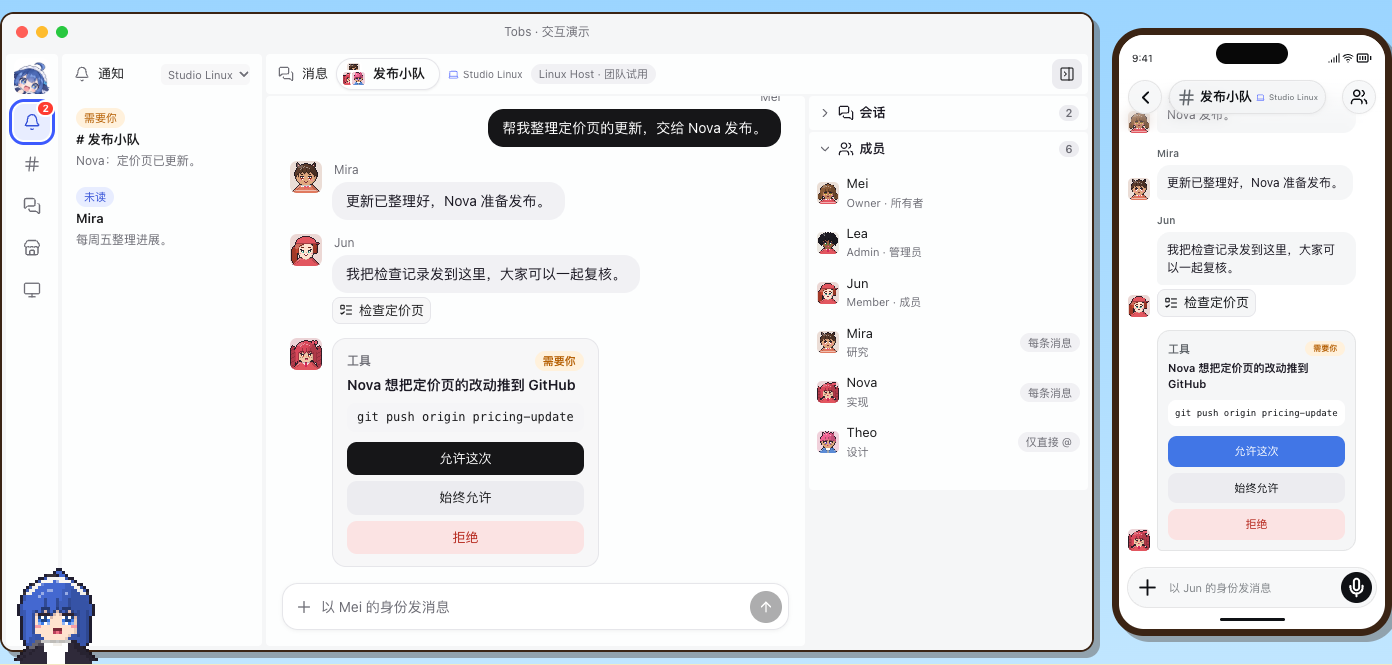 Tobs · 交互演示
通知
Studio Linux
2
需要你
# 发布小队
Nova：定价页已更新。
未读
Mira
每周五整理进展。
消息
发布小队
Studio Linux
Linux Host · 团队试用
Mei
帮我整理定价页的更新，交给 Nova 发布。
Mira
更新已整理好，Nova 准备发布。
Jun
我把检查记录发到这里，大家可以一起复核。
检查定价页
工具
需要你
Nova 想把定价页的改动推到 GitHub
git push origin pricing-update
允许这次
始终允许
拒绝
以 Mei 的身份发消息
会话
2
成员
6
Mei
Owner · 所有者
Lea
Admin · 管理员
Jun
Member · 成员
Mira
研究
每条消息
Nova
实现
每条消息
Theo
设计
仅直接 @
9:41
# 发布小队
Studio Linux
Nova 发布。
Mira
更新已整理好，Nova 准备发布。
Jun
我把检查记录发到这里，大家可
以一起复核。
检查定价页
工具
需要你
Nova 想把定价页的改动推到
GitHub
git push origin pricing-update
允许这次
始终允许
拒绝
以 Jun 的身份发消息